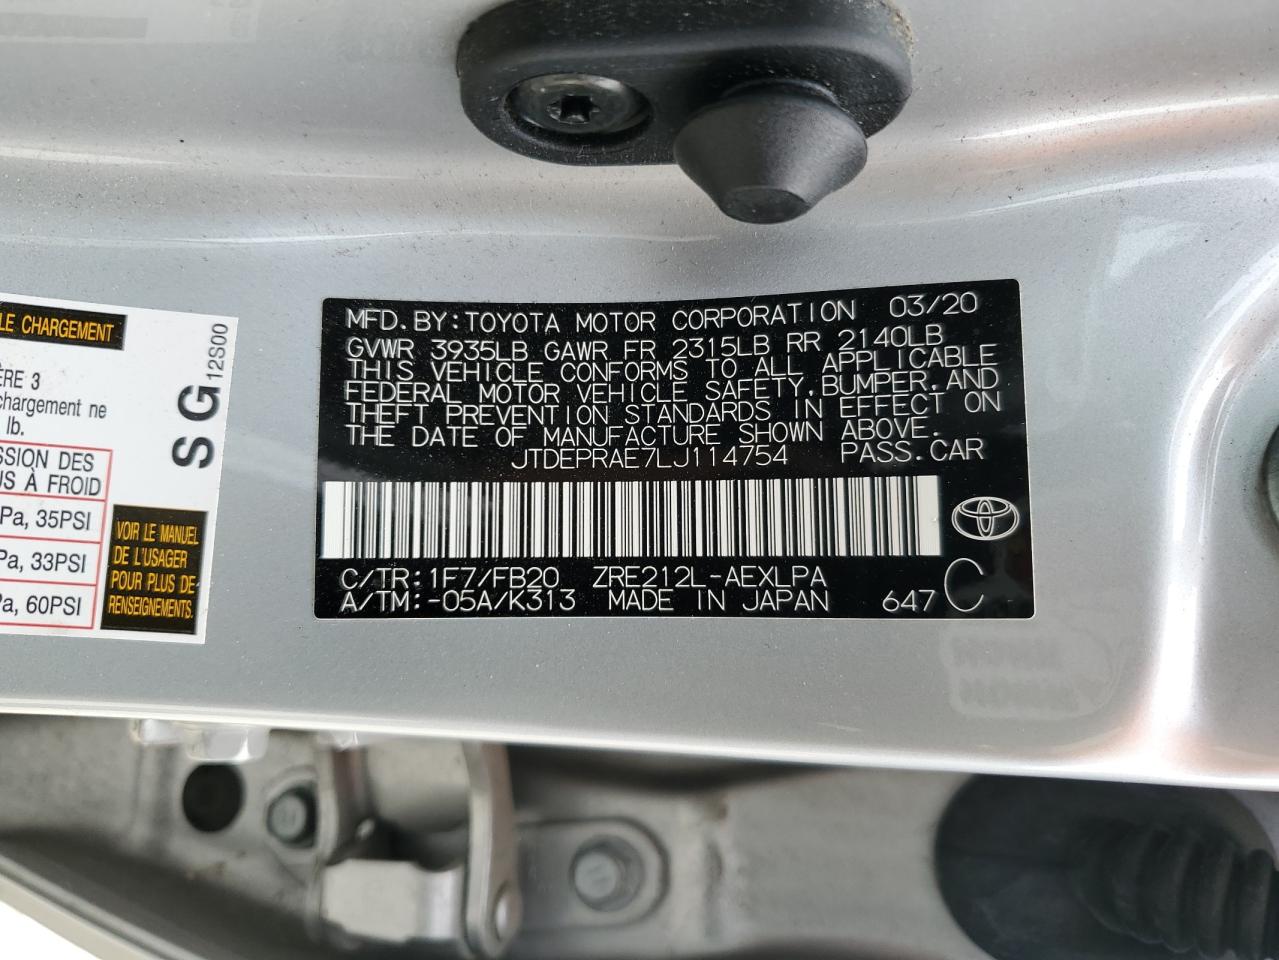 LE CHARGEMENT
ÈRE 3
chargement ne
lb.
SSION DES
US À FROID
Pa, 35PSI
Pa, 33PSI
Pa, 60PSI
SG
12S00
VOIR LE MANUEL
DE L'USAGER
POUR PLUS DE
RENSEIGNEMENTS.
MFD.BY:TOYOTA MOTOR CORPORATION 03/20
GVWR 3935LB GAWR FR 2315LB RR 2140LB
THIS VEHICLE CONFORMS TO ALL APPLICABLE
FEDERAL MOTOR VEHICLE SAFETY,BUMPER,AND
THEFT PREVENTION STANDARDS IN EFFECT ON
THE DATE OF MANUFACTURE SHOWN ABOVE.
JTDEPRAE7LJ114754 PASS.CAR
C/TR:1F7/FB20 ZRE212L-AEXLPA
A/TM:-05A/K313 MADE IN JAPAN 647 C